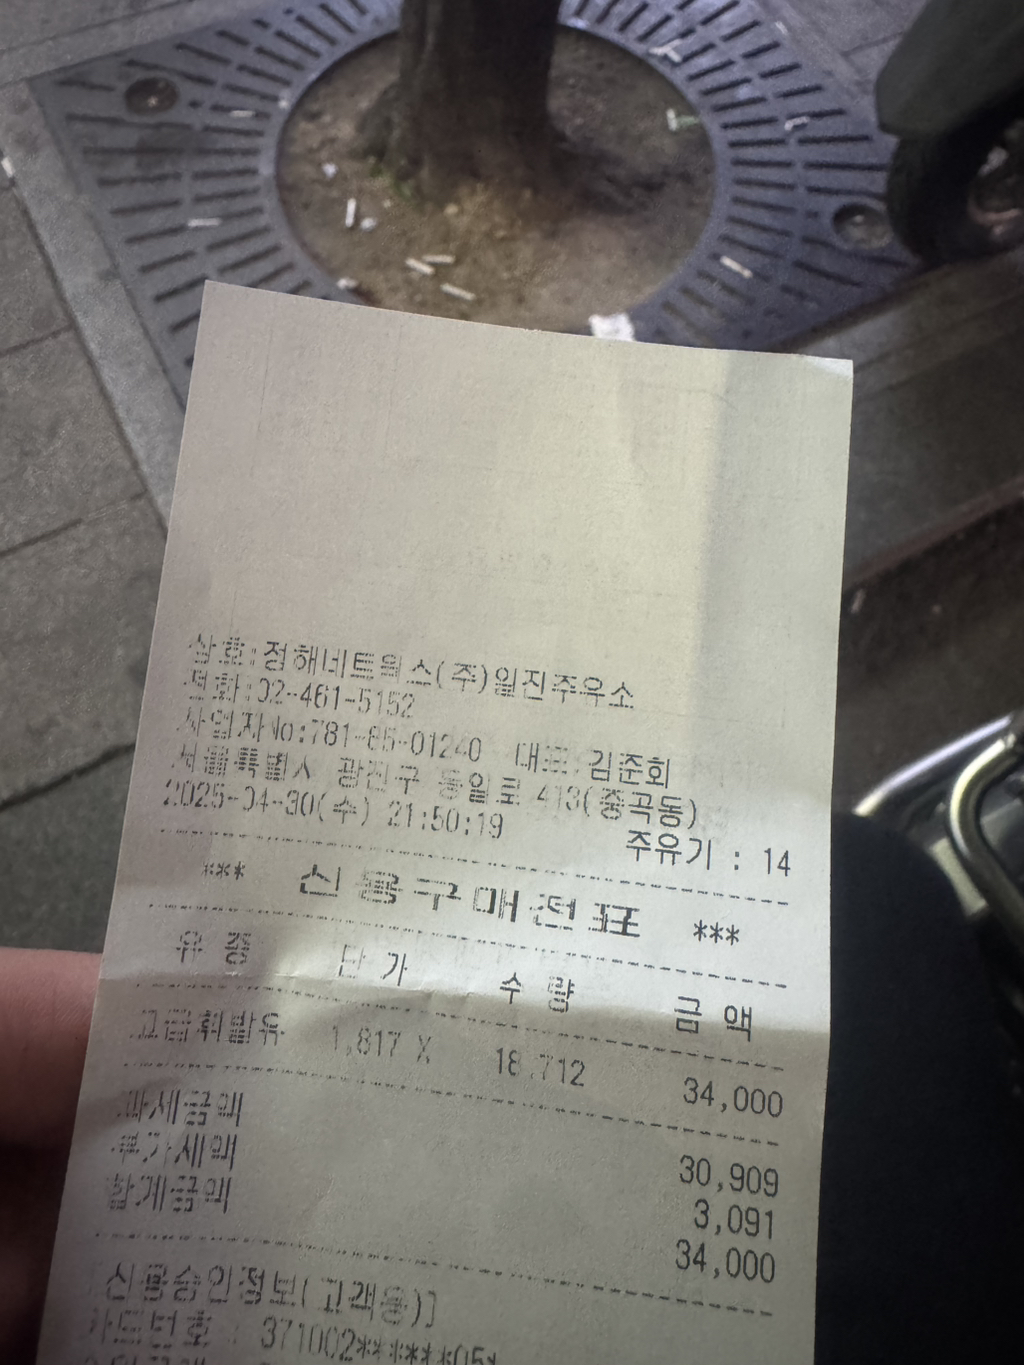 상호:정해네트웍스(주)일진주유소
전화:02-461-5152
사업자No:781-85-01240 대표 김준회
서울특별시 광진구 동일로 413(중곡동)
2025-04-30(수) 21:50:19
주유기 : 14
*** 신용구매전표 ***
유종 단가 수량 금액
고급휘발유 1,817 X 18.712 34,000
과세금액 30,909
부가세액 3,091
합계금액 34,000
[신용승인정보(고객용)]
카드번호 : 371002******05*